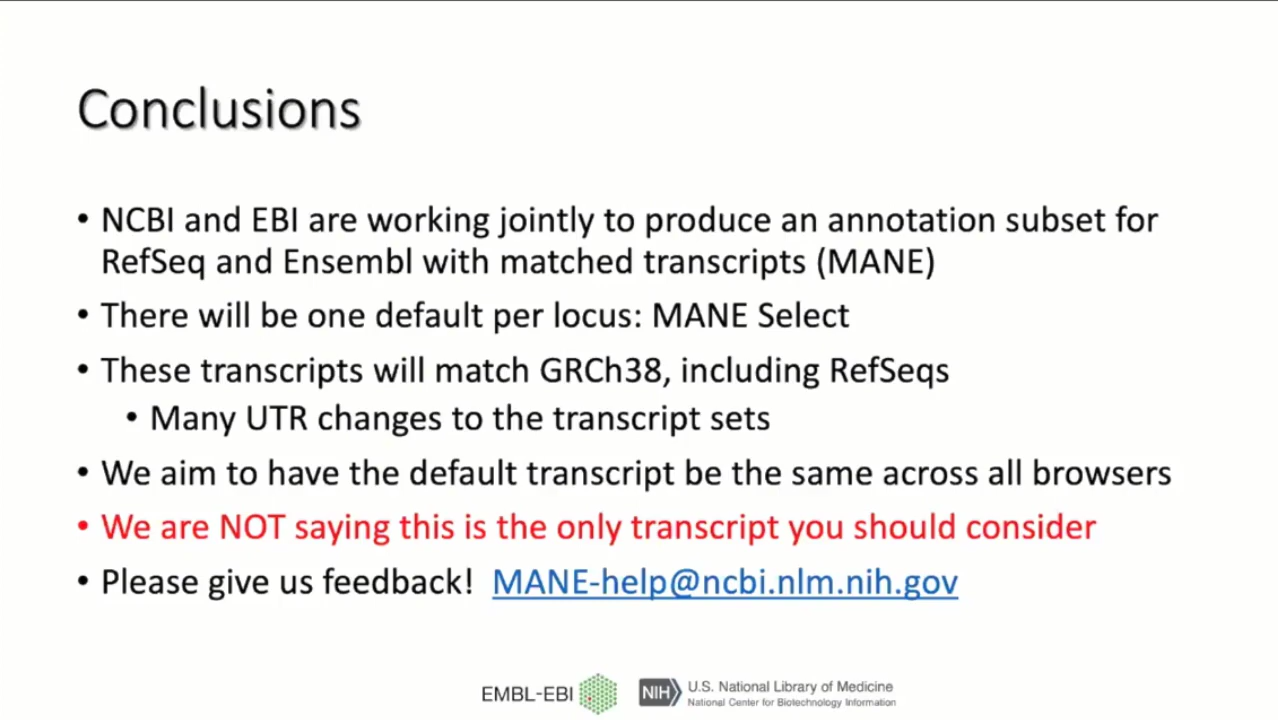 Conclusions
• NCBI and EBI are working jointly to produce an annotation subset for
RefSeq and Ensembl with matched transcripts (MANE)
• There will be one default per locus: MANE Select
• These transcripts will match GRCh38, including RefSeqs
• Many UTR changes to the transcript sets
• We aim to have the default transcript be the same across all browsers
• We are NOT saying this is the only transcript you should consider
• Please give us feedback! MANE-help@ncbi.nlm.nih.gov
EMBL-EBI
NIH
U.S. National Library of Medicine
National Center for Biotechnology Information